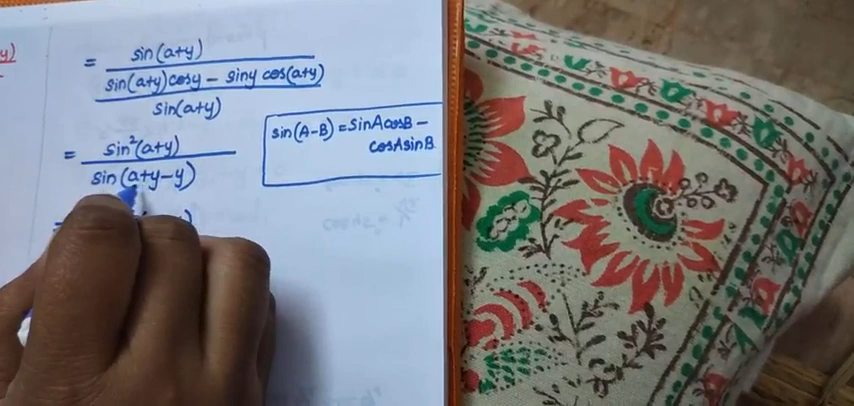 y)
= sin(a+y)
sin(a+y)cosy - siny cos(a+y)
sin(a+y)
= sin²(a+y)
sin(a+y-y)
sin(A-B) = sinAcosB -
cosAsinB
=